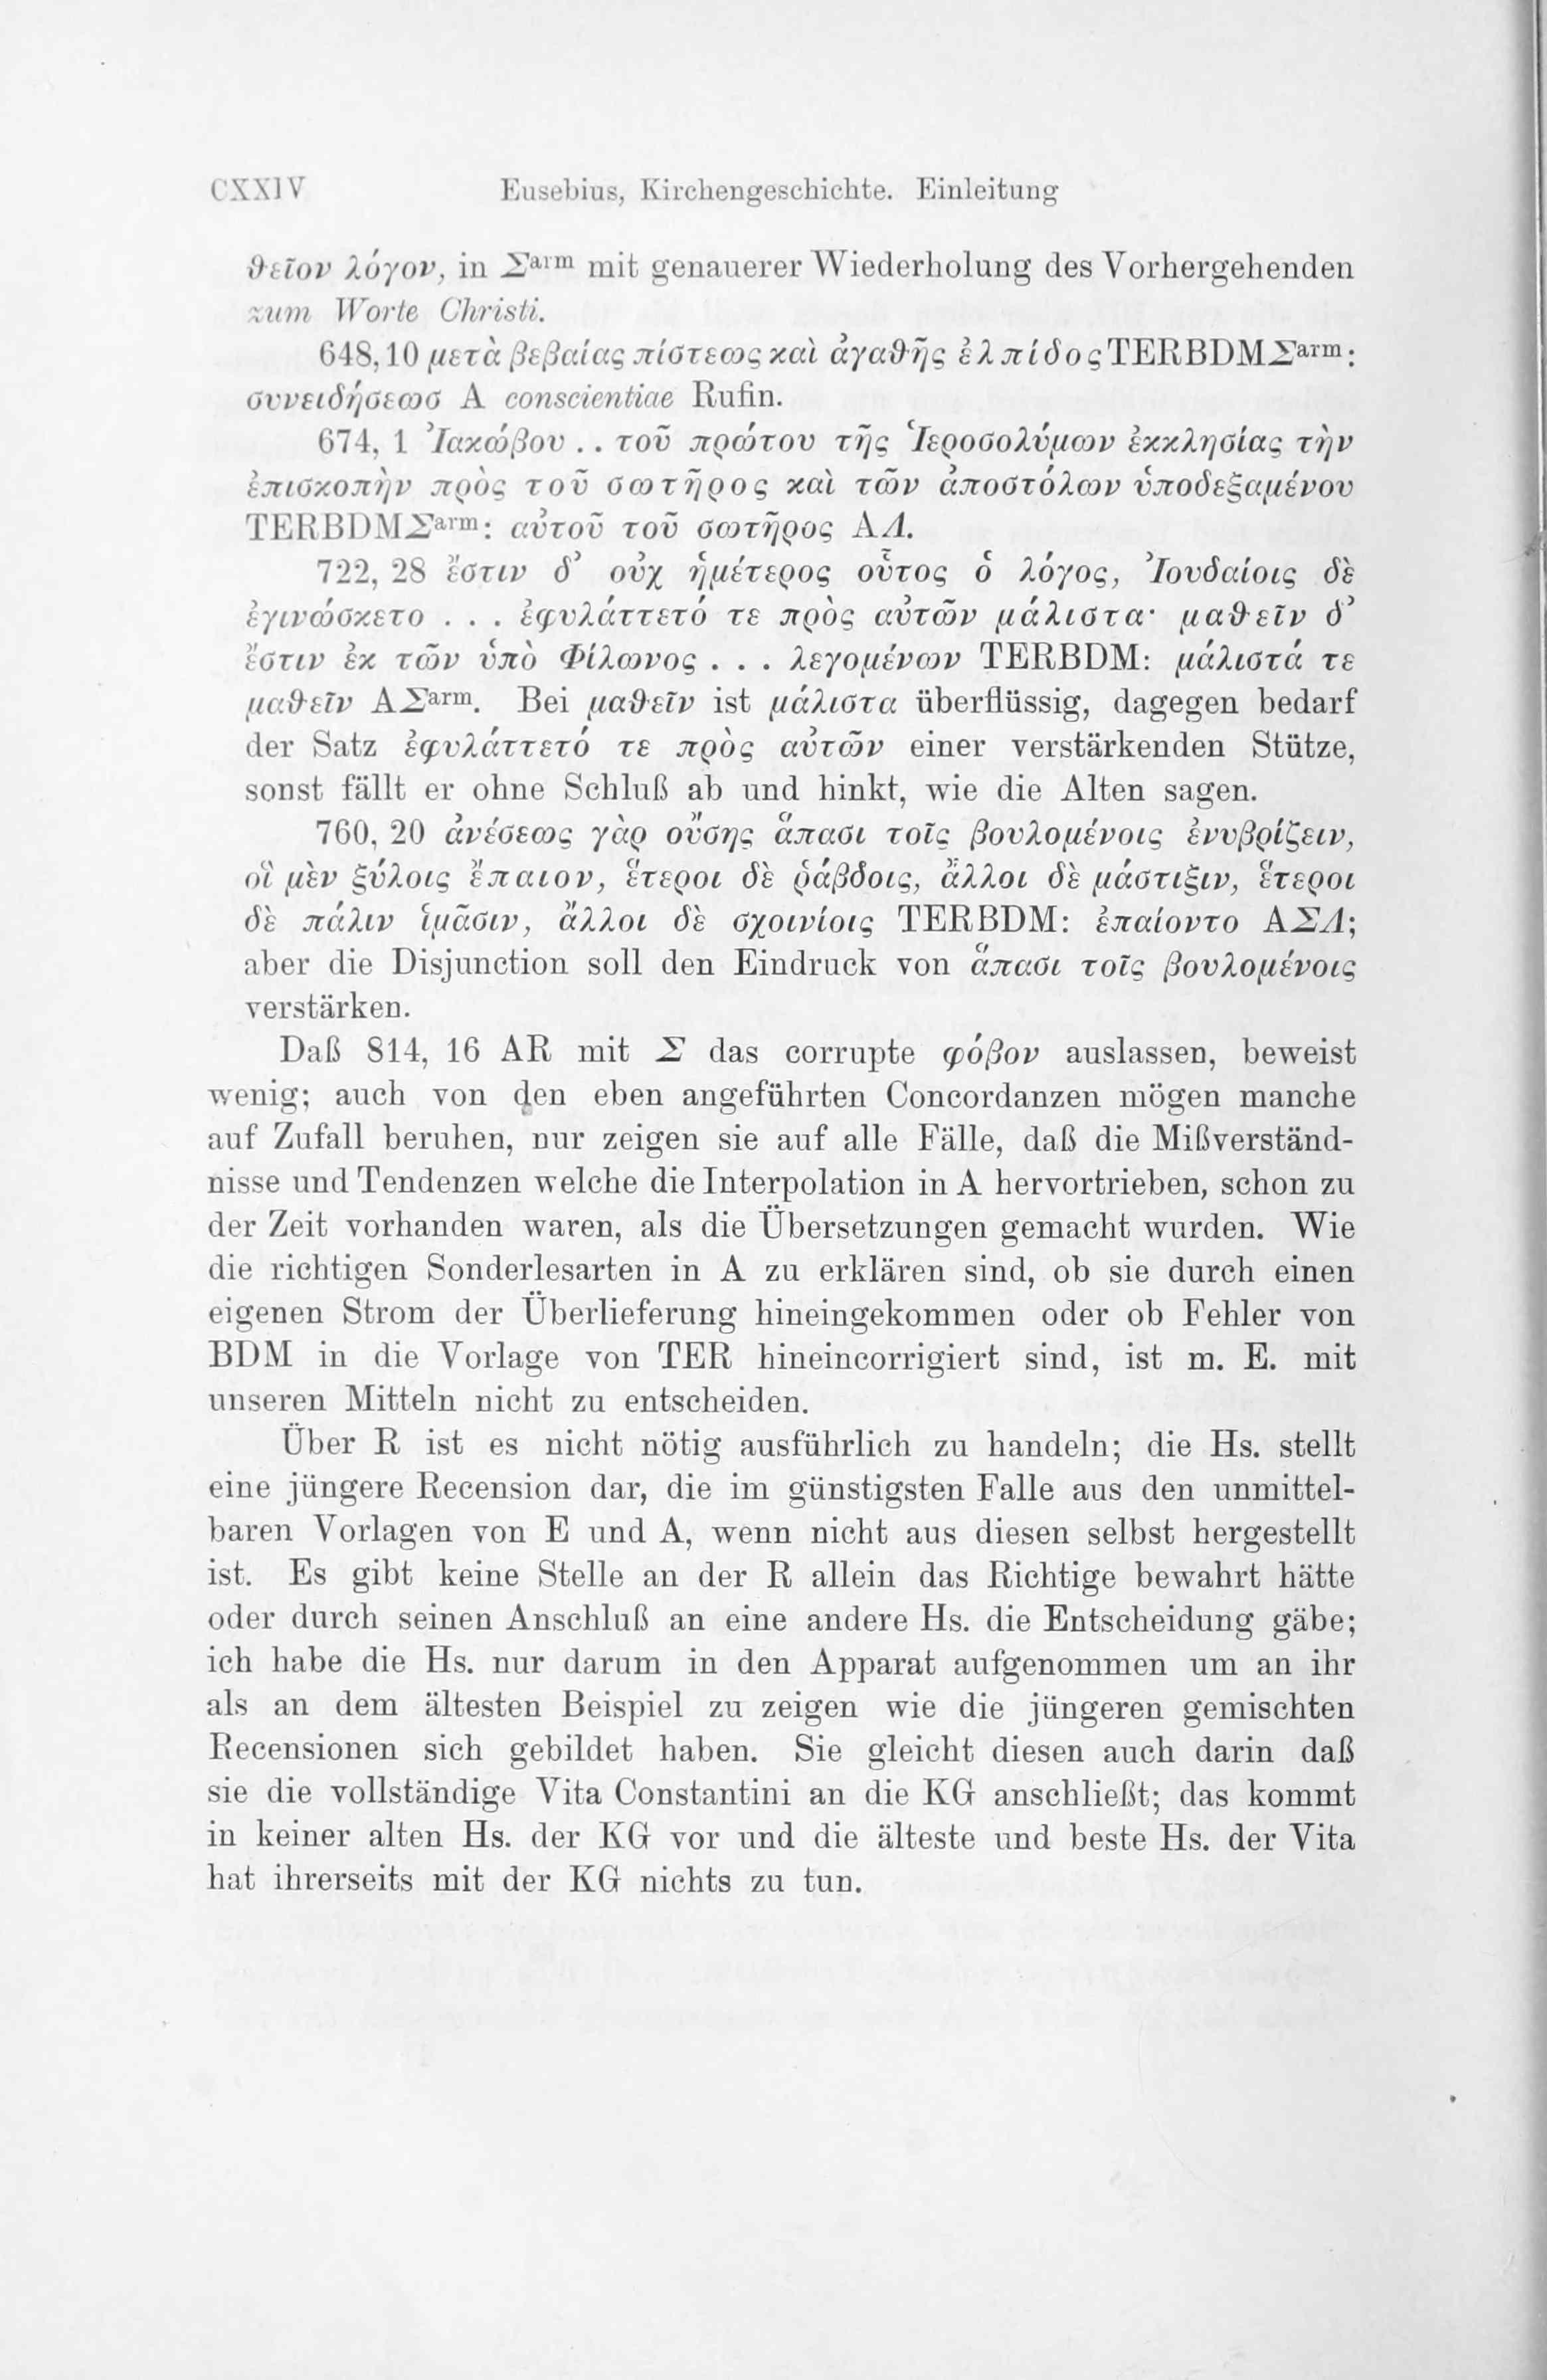 CXXIV Eusebius, Kirchengeschichte. Einleitung
θεῖον λόγον, in Σarm mit genauerer Wiederholung des Vorhergehenden
zum Worte Christi.
648, 10 μετὰ βεβαίας πίστεως καὶ ἀγαθῆς ἐλπίδος TERBDMΣarm:
συνειδήσεωσ A conscientiae Rufin.
674, 1 Ἰακώβου .. τοῦ πρώτου τῆς Ἱεροσολύμων ἐκκλησίας τὴν
ἐπισκοπὴν πρὸς τοῦ σωτῆρος καὶ τῶν ἀποστόλων ὑποδεξαμένου
TERBDMΣarm: αὐτοῦ τοῦ σωτῆρος AΛ.
722, 28 ἔστιν δ’ οὐχ ἡμέτερος οὗτος ὁ λόγος, Ἰουδαίοις δὲ
ἐγινώσκετο . . . ἐφυλάττετό τε πρὸς αὐτῶν μάλιστα· μαθεῖν δ’
ἔστιν ἐκ τῶν ὑπὸ Φίλωνος . . . λεγομένων TERBDM: μάλιστά τε
μαθεῖν AΣarm. Bei μαθεῖν ist μάλιστα überflüssig, dagegen bedarf
der Satz ἐφυλάττετό τε πρὸς αὐτῶν einer verstärkenden Stütze,
sonst fällt er ohne Schluß ab und hinkt, wie die Alten sagen.
760, 20 ἀνέσεως γὰρ οὔσης ἅπασι τοῖς βουλομένοις ἐνυβρίζειν,
οἳ μὲν ξύλοις ἔπαιον, ἕτεροι δὲ ῥάβδοις, ἄλλοι δὲ μάστιξιν, ἕτεροι
δὲ πάλιν ἱμᾶσιν, ἄλλοι δὲ σχοινίοις TERBDM: ἐπαίοντο AΣΛ;
aber die Disjunction soll den Eindruck von ἅπασι τοῖς βουλομένοις
verstärken.
Daß 814, 16 AR mit Σ das corrupte φόβον auslassen, beweist
wenig; auch von den eben angeführten Concordanzen mögen manche
auf Zufall beruhen, nur zeigen sie auf alle Fälle, daß die Mißverständ-
nisse und Tendenzen welche die Interpolation in A hervortrieben, schon zu
der Zeit vorhanden waren, als die Übersetzungen gemacht wurden. Wie
die richtigen Sonderlesarten in A zu erklären sind, ob sie durch einen
eigenen Strom der Überlieferung hineingekommen oder ob Fehler von
BDM in die Vorlage von TER hineincorrigiert sind, ist m. E. mit
unseren Mitteln nicht zu entscheiden.
Über R ist es nicht nötig ausführlich zu handeln; die Hs. stellt
eine jüngere Recension dar, die im günstigsten Falle aus den unmittel-
baren Vorlagen von E und A, wenn nicht aus diesen selbst hergestellt
ist. Es gibt keine Stelle an der R allein das Richtige bewahrt hätte
oder durch seinen Anschluß an eine andere Hs. die Entscheidung gäbe;
ich habe die Hs. nur darum in den Apparat aufgenommen um an ihr
als an dem ältesten Beispiel zu zeigen wie die jüngeren gemischten
Recensionen sich gebildet haben. Sie gleicht diesen auch darin daß
sie die vollständige Vita Constantini an die KG anschließt; das kommt
in keiner alten Hs. der KG vor und die älteste und beste Hs. der Vita
hat ihrerseits mit der KG nichts zu tun.